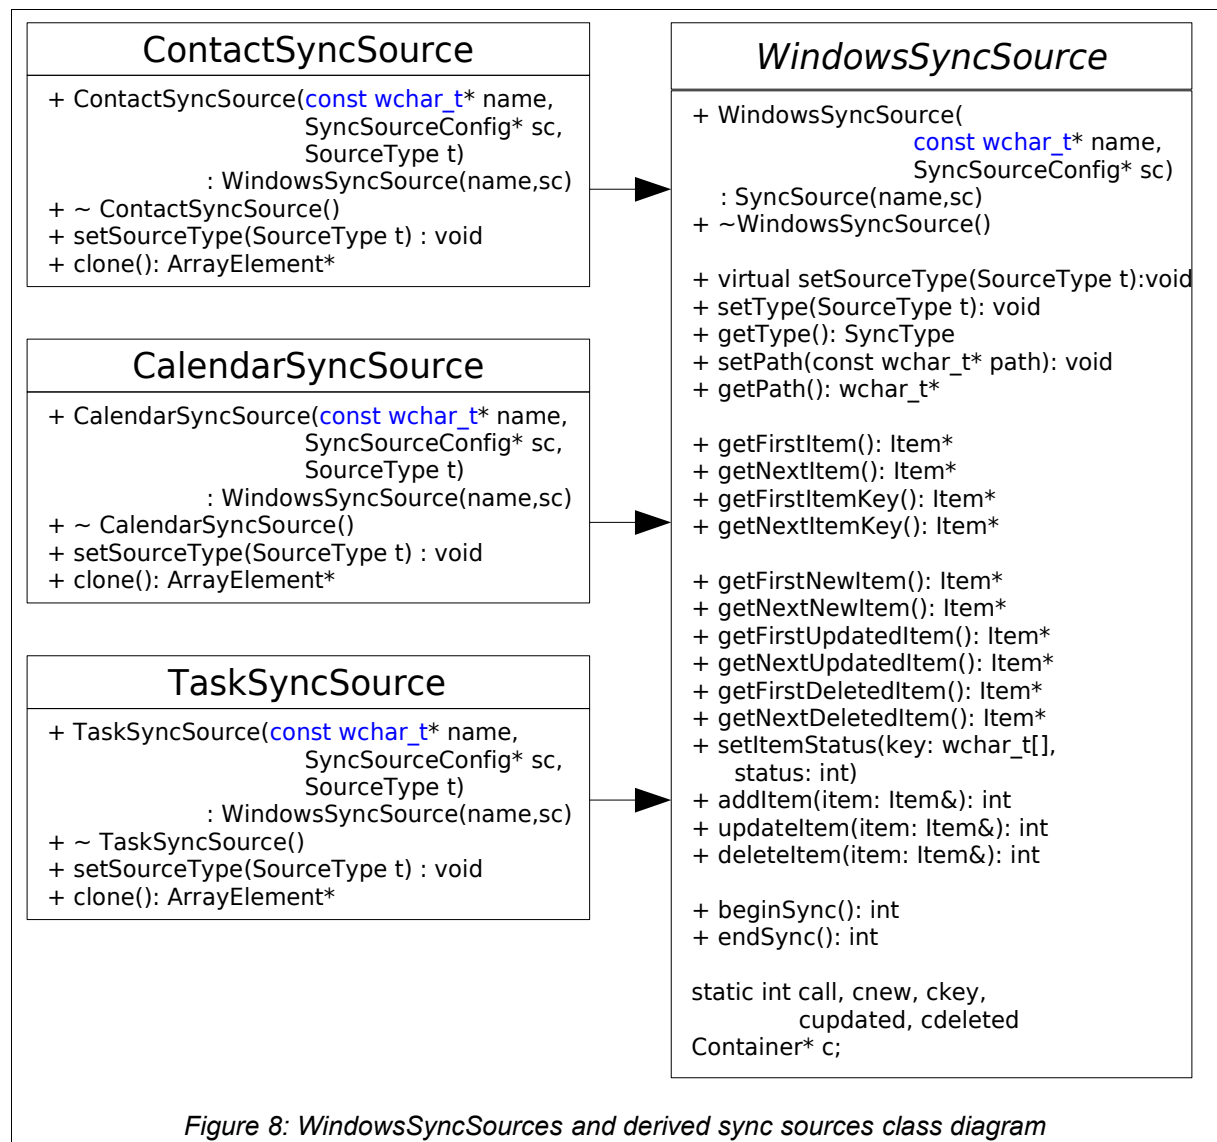 ContactSyncSource
+ ContactSyncSource(const wchar_t* name,
SyncSourceConfig* sc,
SourceType t)
: WindowsSyncSource(name,sc)
+ ~ ContactSyncSource()
+ setSourceType(SourceType t) : void
+ clone(): ArrayElement*
CalendarSyncSource
+ CalendarSyncSource(const wchar_t* name,
SyncSourceConfig* sc,
SourceType t)
: WindowsSyncSource(name,sc)
+ ~ CalendarSyncSource()
+ setSourceType(SourceType t) : void
+ clone(): ArrayElement*
TaskSyncSource
+ TaskSyncSource(const wchar_t* name,
SyncSourceConfig* sc,
SourceType t)
: WindowsSyncSource(name,sc)
+ ~ TaskSyncSource()
+ setSourceType(SourceType t) : void
+ clone(): ArrayElement*
WindowsSyncSource
+ WindowsSyncSource(
const wchar_t* name,
SyncSourceConfig* sc)
: SyncSource(name,sc)
+ ~WindowsSyncSource()
+ virtual setSourceType(SourceType t):void
+ setType(SourceType t): void
+ getType(): SyncType
+ setPath(const wchar_t* path): void
+ getPath(): wchar_t*
+ getFirstItem(): Item*
+ getNextItem(): Item*
+ getFirstItemKey(): Item*
+ getNextItemKey(): Item*
+ getFirstNewItem(): Item*
+ getNextNewItem(): Item*
+ getFirstUpdatedItem(): Item*
+ getNextUpdatedItem(): Item*
+ getFirstDeletedItem(): Item*
+ getNextDeletedItem(): Item*
+ setItemStatus(key: wchar_t[],
status: int)
+ addItem(item: Item&): int
+ updateItem(item: Item&): int
+ deleteItem(item: Item&): int
+ beginSync(): int
+ endSync(): int
static int call, cnew, ckey,
cupdated, cdeleted
Container* c;
Figure 8: WindowsSyncSources and derived sync sources class diagram